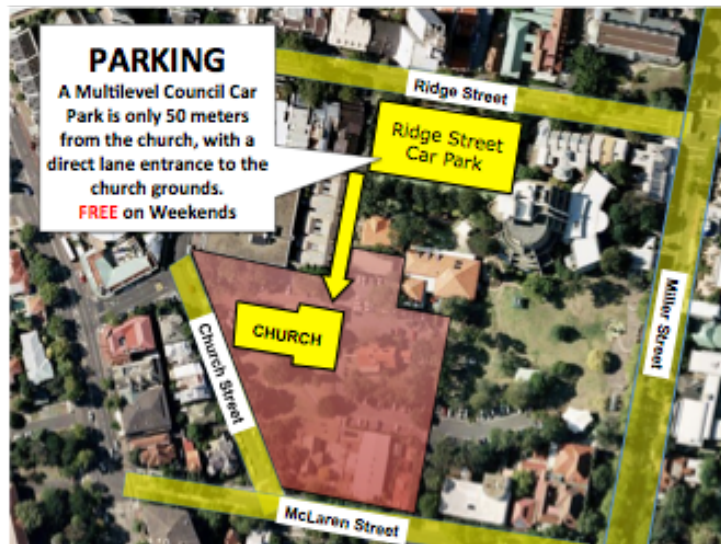 PARKING
A Multilevel Council Car
Park is only 50 meters
from the church, with a
direct lane entrance to the
church grounds.
FREE on Weekends
Ridge Street
Ridge Street
Car Park
CHURCH
Church Street
Miller Street
McLaren Street